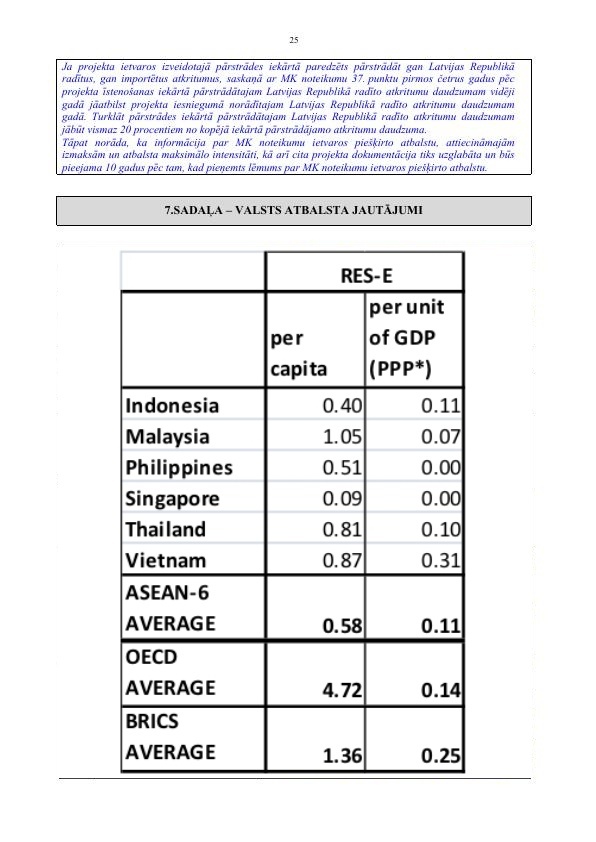 25
Ja projekta ietvaros izveidotajā pārstrādes iekārtā paredzēts pārstrādāt gan Latvijas Republikā
radītus, gan importētus atkritumus, saskaņā ar MK noteikumu 37. punktu pirmos četrus gadus pēc
projekta īstenošanas iekārtā pārstrādātajam Latvijas Republikā radīto atkritumu daudzumam vidēji
gadā jāatbilst projekta iesniegumā norādītajam Latvijas Republikā radīto atkritumu daudzumam
gadā. Turklāt pārstrādes iekārtā pārstrādātajam Latvijas Republikā radīto atkritumu daudzumam
jābūt vismaz 20 procentiem no kopējā iekārtā pārstrādājamo atkritumu daudzuma.
Tāpat norāda, ka informācija par MK noteikumu ietvaros piešķirto atbalstu, attiecināmajām
izmaksām un atbalsta maksimālo intensitāti, kā arī cita projekta dokumentācija tiks uzglabāta un būs
pieejama 10 gadus pēc tam, kad pieņemts lēmums par MK noteikumu ietvaros piešķirto atbalstu.
7.SADAĻA – VALSTS ATBALSTA JAUTĀJUMI
RES-E
per capita per unit of GDP (PPP*)
Indonesia 0.40 0.11
Malaysia 1.05 0.07
Philippines 0.51 0.00
Singapore 0.09 0.00
Thailand 0.81 0.10
Vietnam 0.87 0.31
ASEAN-6
AVERAGE 0.58 0.11
OECD
AVERAGE 4.72 0.14
BRICS
AVERAGE 1.36 0.25